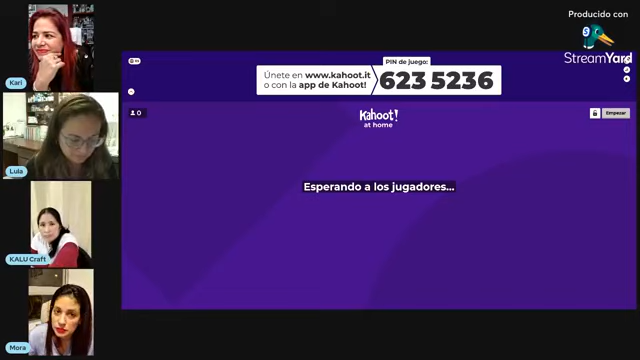 Producido con
StreamYard
Kari
Lula
KALU Craft
Mora
Únete en www.kahoot.it
o con la app de Kahoot!
PIN de juego:
623 5236
0
Kahoot!
at home
Empezar
Esperando a los jugadores...